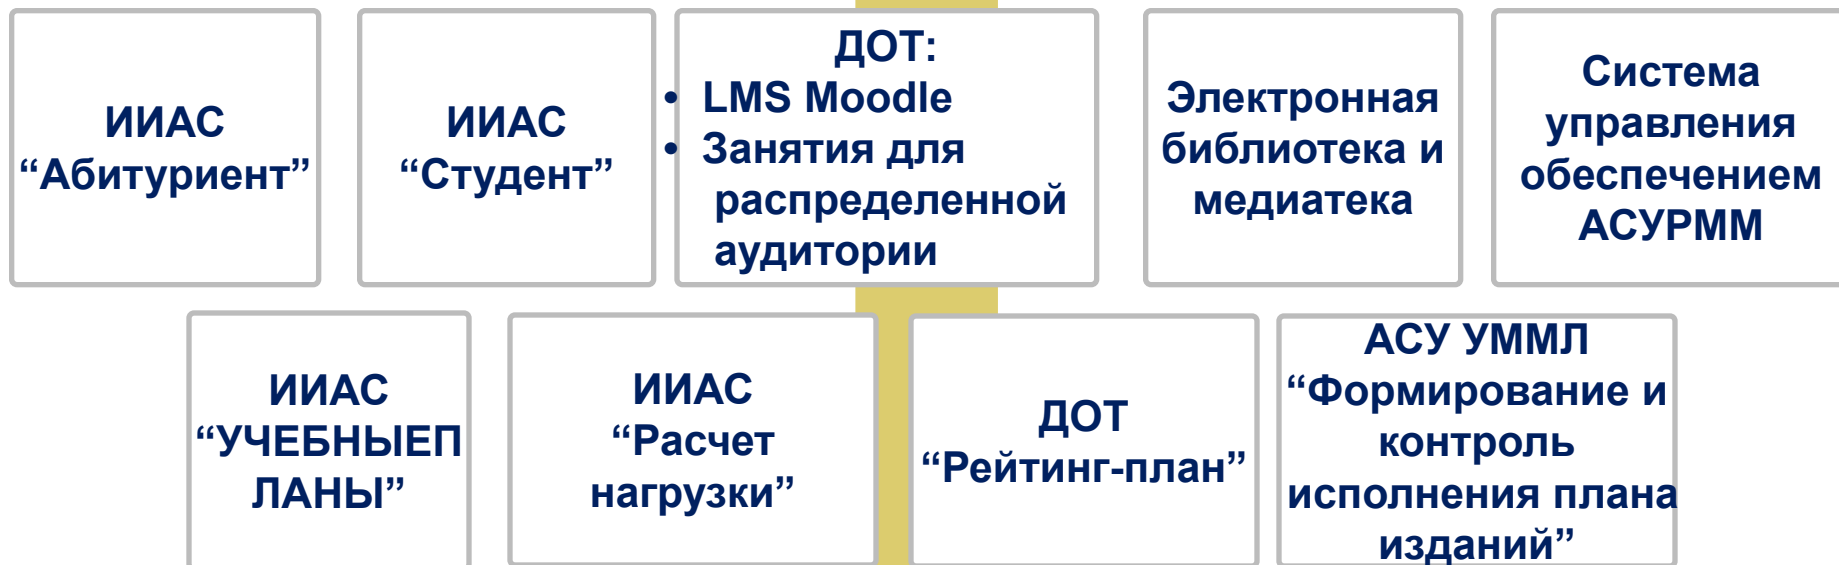 ИИАС
“Абитуриент”
ИИАС
“Студент”
ДОТ:
• LMS Moodle
• Занятия для
распределенной
аудитории
Электронная
библиотека и
медиатека
Система
управления
обеспечением
АСУРММ
ИИАС
“УЧЕБНЫЕП
ЛАНЫ”
ИИАС
“Расчет
нагрузки”
ДОТ
“Рейтинг-план”
АСУ УММЛ
“Формирование и
контроль
исполнения плана
изданий”